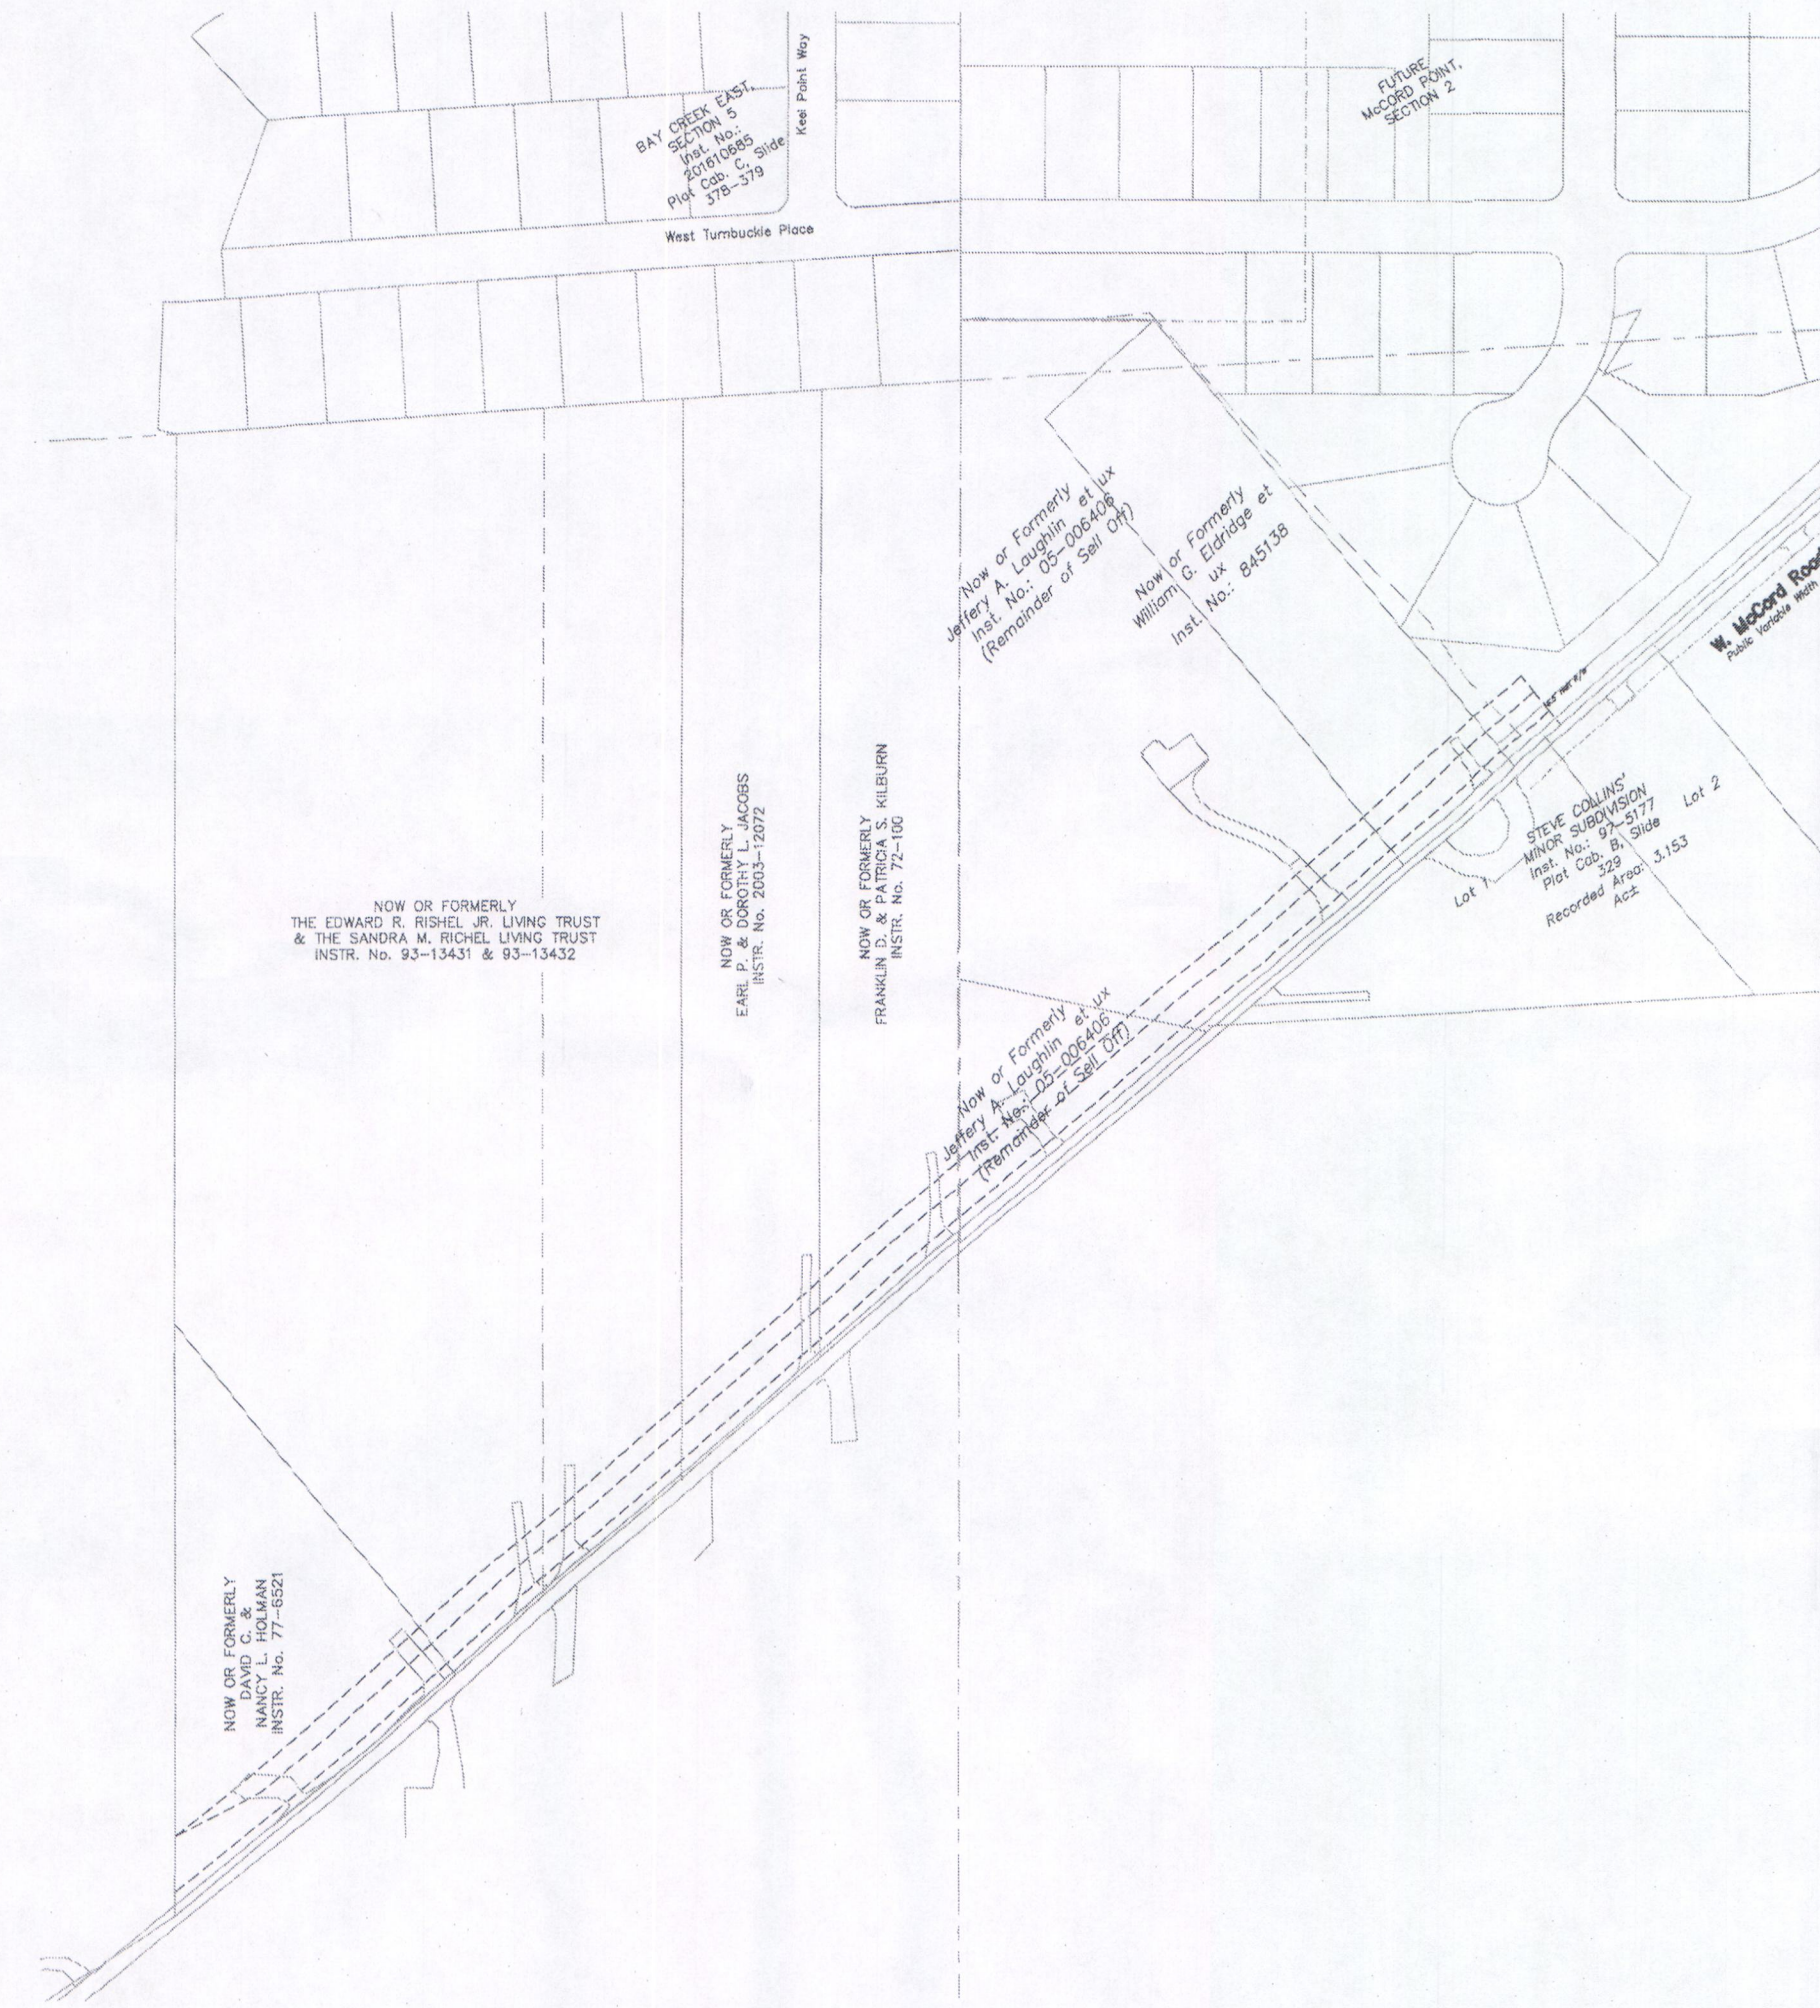 Keel Point Way
BAY CREEK EAST,
SECTION 5
Inst. No.:
201610685
Plat Cab. C, Slide
378-379
West Turnbuckle Place
FUTURE
McCORD POINT,
SECTION 2
Now or Formerly
Jeffery A. Laughlin et ux
Inst. No.: 05-006406
(Remainder of Sell Off)
Now or Formerly
William G. Eldridge et
ux
Inst. No.: 845138
W. McCord Road
Public Variable Width
STEVE COLLINS'
MINOR SUBDIVISION
Inst. No.: 97-5177
Plat Cab. B, Slide
329
Recorded Area: 3.153
Ac±
Lot 1
Lot 2
NOW OR FORMERLY
THE EDWARD R. RISHEL JR. LIVING TRUST
& THE SANDRA M. RICHEL LIVING TRUST
INSTR. No. 93-13431 & 93-13432
NOW OR FORMERLY
EARL P. & DOROTHY L. JACOBS
INSTR. No. 2003-12072
NOW OR FORMERLY
FRANKLIN D. & PATRICIA S. KILBURN
INSTR. No. 72-100
Now or Formerly
Jeffery A. Laughlin et ux
Inst. No.: 05-006406
(Remainder of Sell Off)
NOW OR FORMERLY
DAVID C. &
NANCY L. HOLMAN
INSTR. No. 77-6521